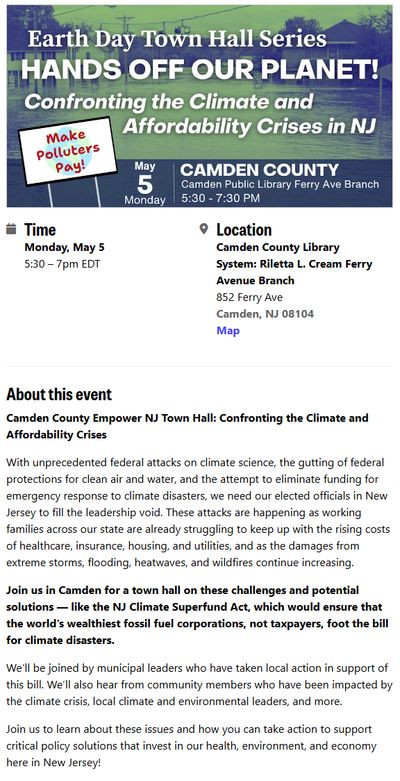 Earth Day Town Hall Series
HANDS OFF OUR PLANET!
Confronting the Climate and
Affordability Crises in NJ
Make
Polluters
Pay!
May
5
Monday
CAMDEN COUNTY
Camden Public Library Ferry Ave Branch
5:30 - 7:30 PM
Time
Monday, May 5
5:30 – 7pm EDT
Location
Camden County Library
System: Riletta L. Cream Ferry
Avenue Branch
852 Ferry Ave
Camden, NJ 08104
Map
About this event
Camden County Empower NJ Town Hall: Confronting the Climate and
Affordability Crises
With unprecedented federal attacks on climate science, the gutting of federal
protections for clean air and water, and the attempt to eliminate funding for
emergency response to climate disasters, we need our elected officials in New
Jersey to fill the leadership void. These attacks are happening as working
families across our state are already struggling to keep up with the rising costs
of healthcare, insurance, housing, and utilities, and as the damages from
extreme storms, flooding, heatwaves, and wildfires continue increasing.
Join us in Camden for a town hall on these challenges and potential
solutions — like the NJ Climate Superfund Act, which would ensure that
the world's wealthiest fossil fuel corporations, not taxpayers, foot the bill
for climate disasters.
We'll be joined by municipal leaders who have taken local action in support of
this bill. We'll also hear from community members who have been impacted by
the climate crisis, local climate and environmental leaders, and more.
Join us to learn about these issues and how you can take action to support
critical policy solutions that invest in our health, environment, and economy
here in New Jersey!